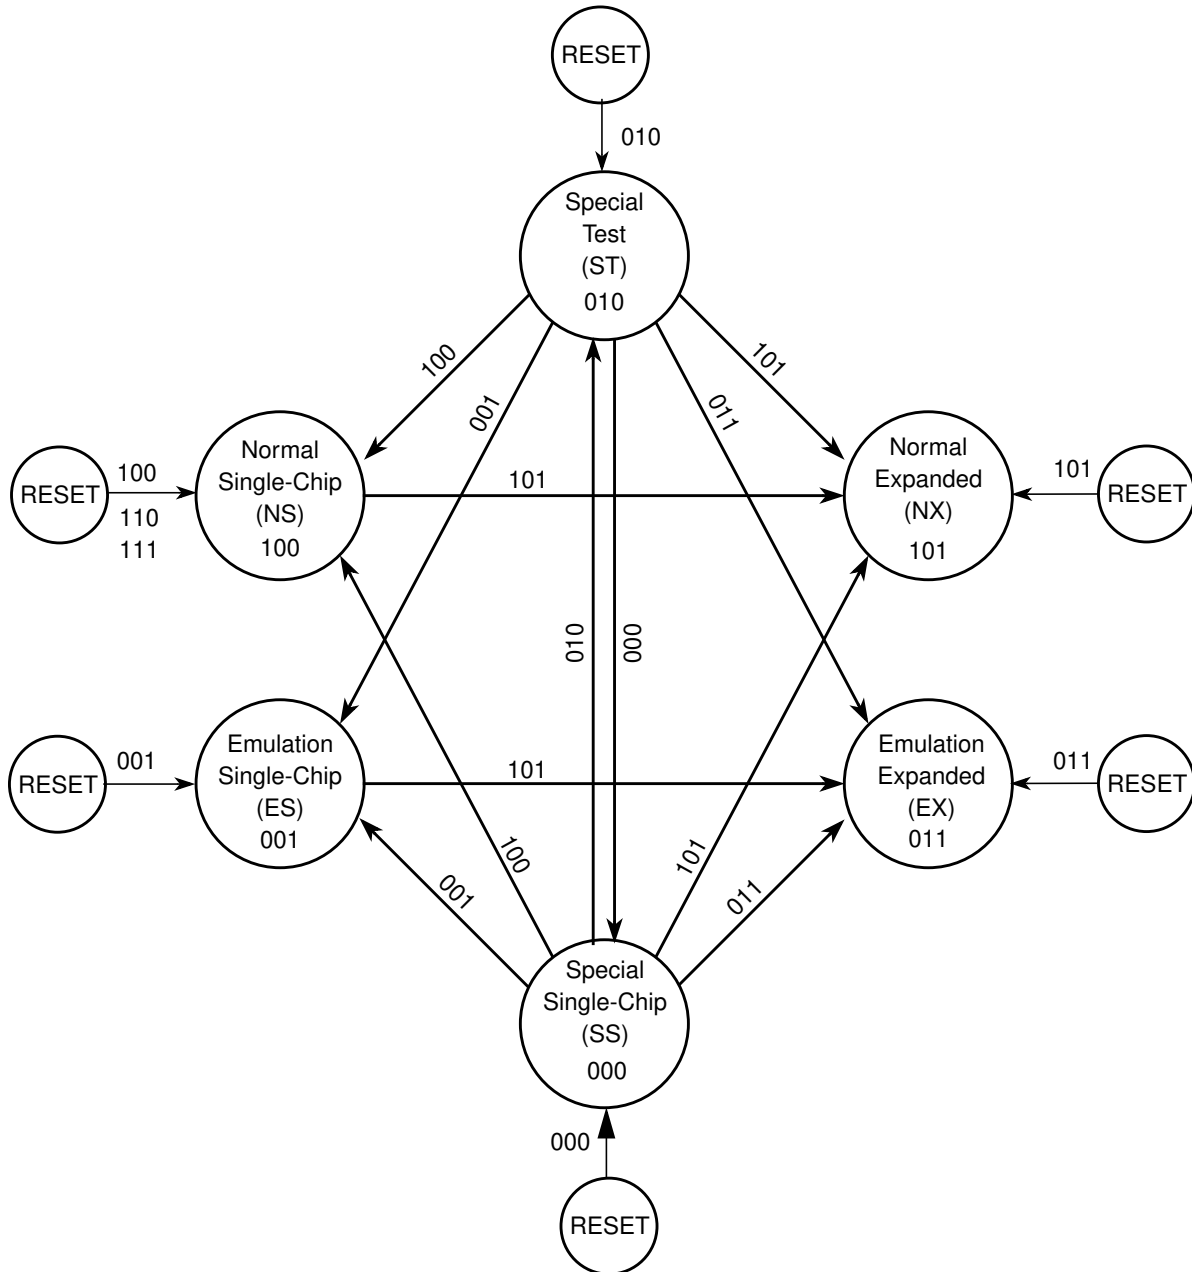 RESET
010
Special
Test
(ST)
010
100
001
101
011
Normal
Single-Chip
(NS)
100
RESET
100
110
111
101
Normal
Expanded
(NX)
101
101
RESET
010
000
Emulation
Single-Chip
(ES)
001
RESET
001
101
Emulation
Expanded
(EX)
011
011
RESET
001
100
101
011
Special
Single-Chip
(SS)
000
000
RESET